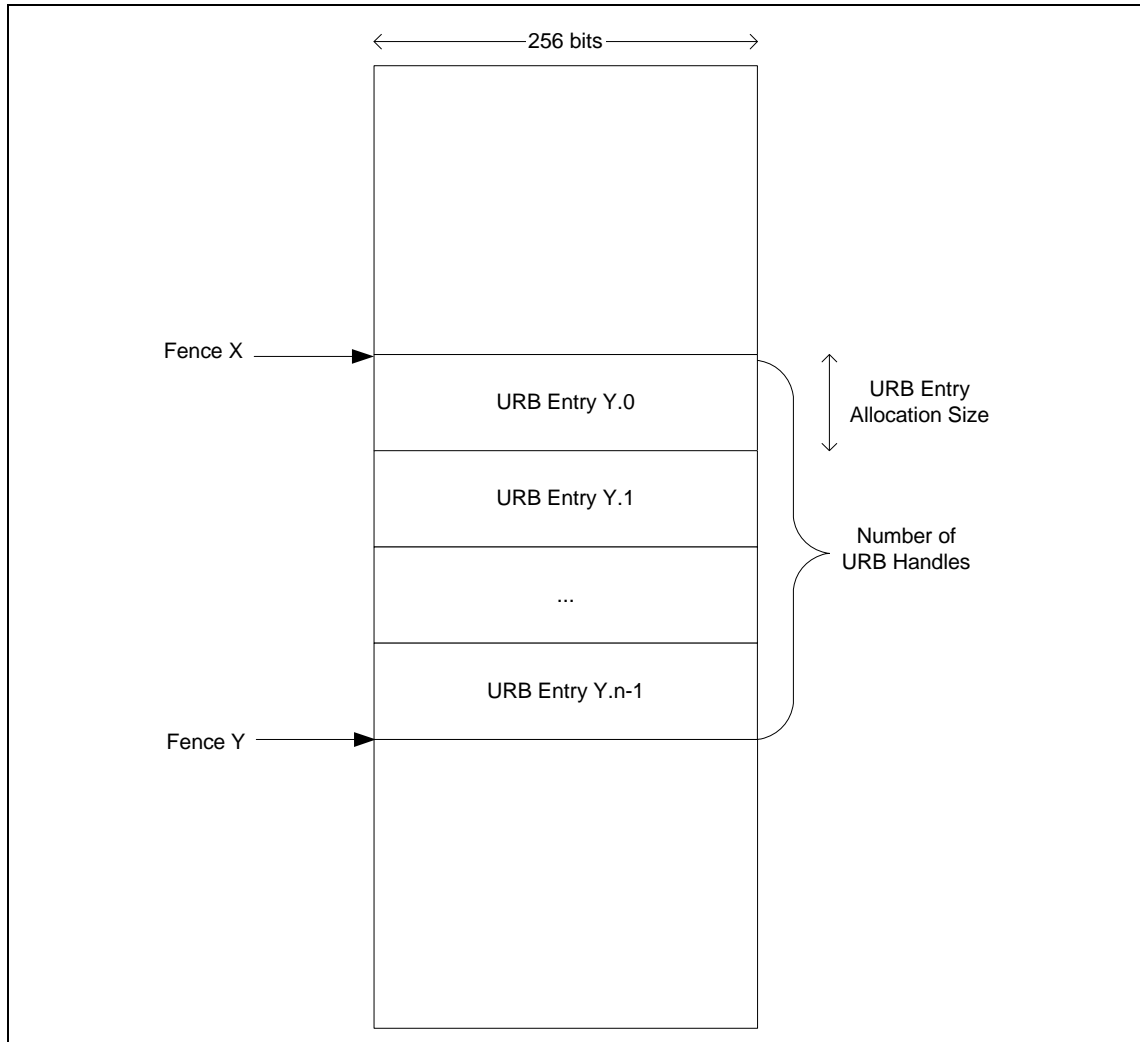 256 bits
Fence X
URB Entry Y.0
URB Entry
Allocation Size
URB Entry Y.1
Number of
URB Handles
...
URB Entry Y.n-1
Fence Y